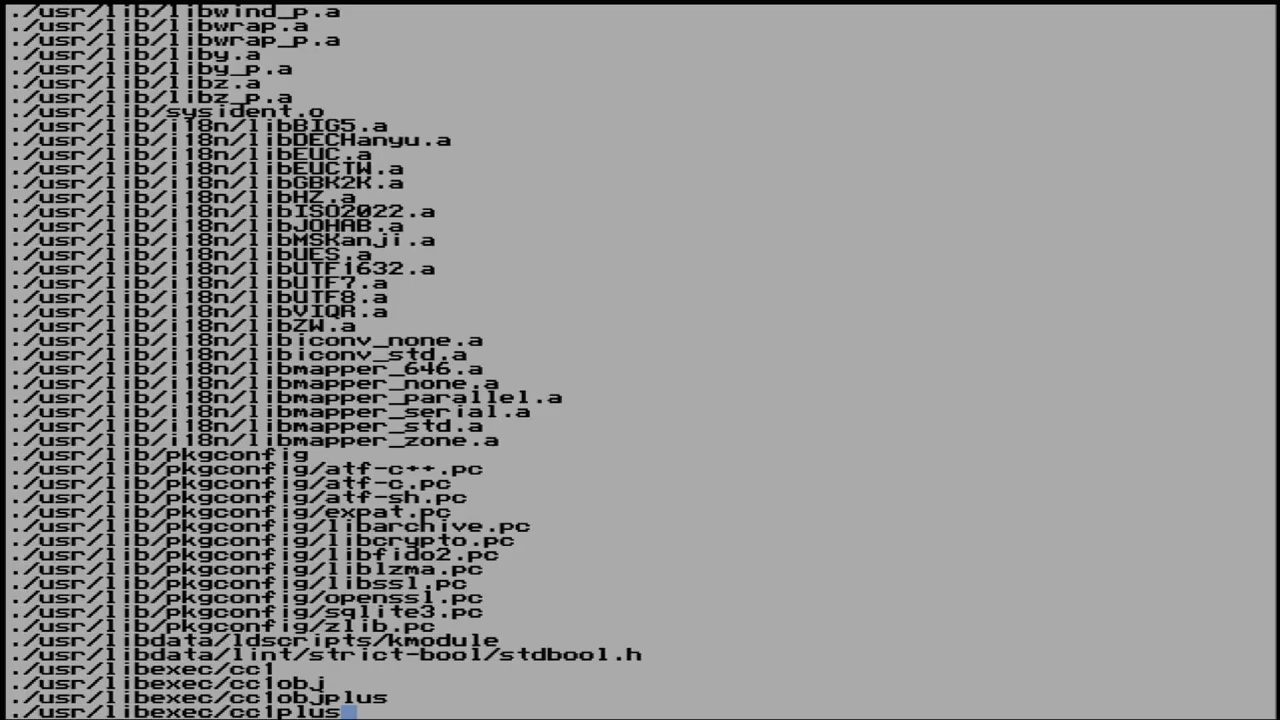 ./usr/lib/libwind_p.a
./usr/lib/libwrap.a
./usr/lib/libwrap_p.a
./usr/lib/liby.a
./usr/lib/liby_p.a
./usr/lib/libz.a
./usr/lib/libz_p.a
./usr/lib/sysident.o
./usr/lib/i18n/libBIG5.a
./usr/lib/i18n/libDECHanyu.a
./usr/lib/i18n/libEUC.a
./usr/lib/i18n/libEUCTW.a
./usr/lib/i18n/libGBK2K.a
./usr/lib/i18n/libHZ.a
./usr/lib/i18n/libISO2022.a
./usr/lib/i18n/libJOHAB.a
./usr/lib/i18n/libMSKanji.a
./usr/lib/i18n/libUES.a
./usr/lib/i18n/libUTF1632.a
./usr/lib/i18n/libUTF7.a
./usr/lib/i18n/libUTF8.a
./usr/lib/i18n/libVIQR.a
./usr/lib/i18n/libZW.a
./usr/lib/i18n/libiconv_none.a
./usr/lib/i18n/libiconv_std.a
./usr/lib/i18n/libmapper_646.a
./usr/lib/i18n/libmapper_none.a
./usr/lib/i18n/libmapper_parallel.a
./usr/lib/i18n/libmapper_serial.a
./usr/lib/i18n/libmapper_std.a
./usr/lib/i18n/libmapper_zone.a
./usr/lib/pkgconfig
./usr/lib/pkgconfig/atf-c++.pc
./usr/lib/pkgconfig/atf-c.pc
./usr/lib/pkgconfig/atf-sh.pc
./usr/lib/pkgconfig/expat.pc
./usr/lib/pkgconfig/libarchive.pc
./usr/lib/pkgconfig/libcrypto.pc
./usr/lib/pkgconfig/libfido2.pc
./usr/lib/pkgconfig/liblzma.pc
./usr/lib/pkgconfig/libssl.pc
./usr/lib/pkgconfig/openssl.pc
./usr/lib/pkgconfig/sqlite3.pc
./usr/lib/pkgconfig/zlib.pc
./usr/libdata/ldscripts/kmodule
./usr/libdata/lint/strict-bool/stdbool.h
./usr/libexec/cc1
./usr/libexec/cc1obj
./usr/libexec/cc1objplus
./usr/libexec/cc1plus